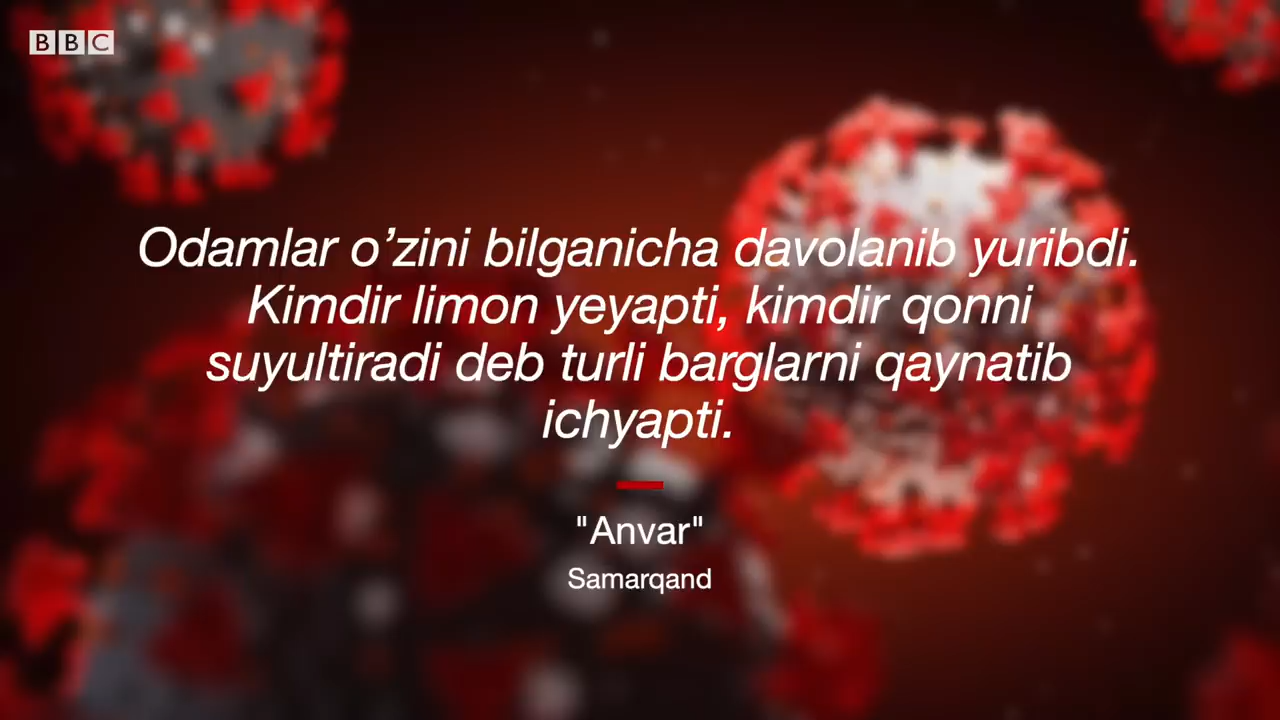 BBC
Odamlar o’zini bilganicha davolanib yuribdi.
Kimdir limon yeyapti, kimdir qonni
suyultiradi deb turli barglarni qaynatib
ichyapti.
"Anvar"
Samarqand